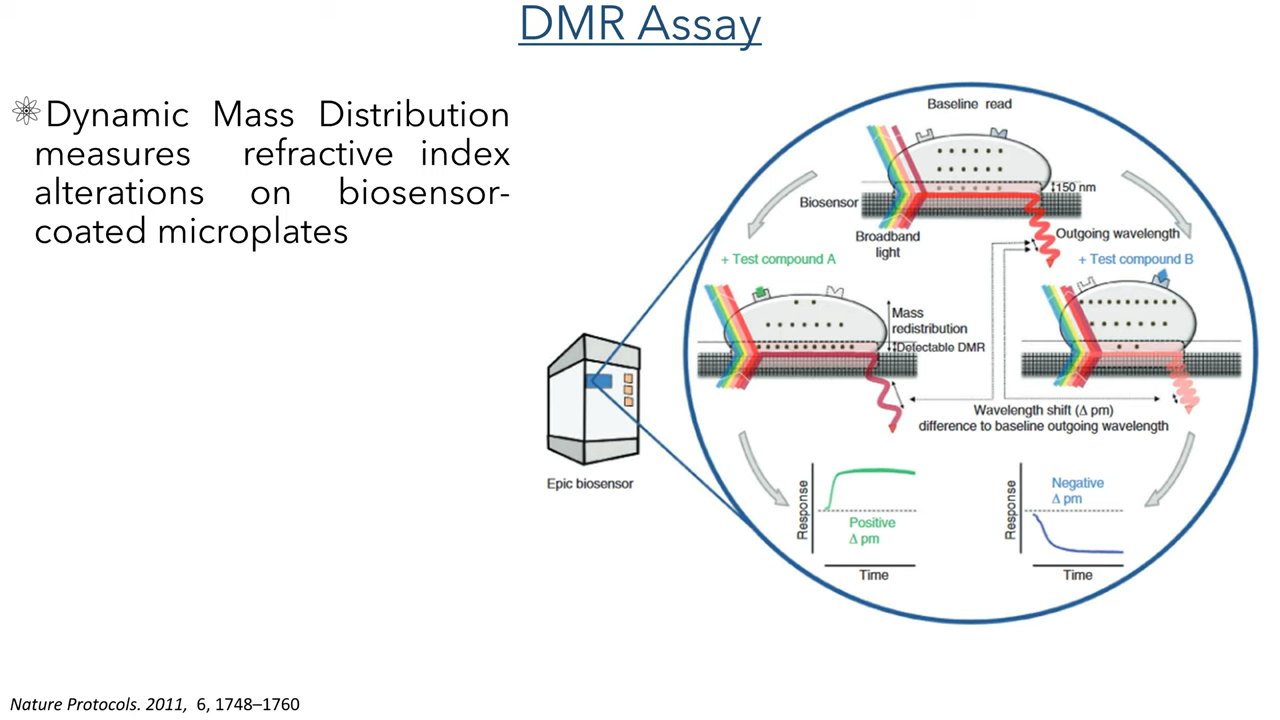 DMR Assay
Dynamic Mass Distribution
measures refractive index
alterations on biosensor-
coated microplates
Baseline read
150 nm
Biosensor
Broadband
light
Outgoing wavelength
+ Test compound A
+ Test compound B
Mass
redistribution
Detectable DMR
Wavelength shift (Δ pm)
difference to baseline outgoing wavelength
Epic biosensor
Response
Positive
Δ pm
Time
Response
Negative
Δ pm
Time
Nature Protocols. 2011, 6, 1748–1760